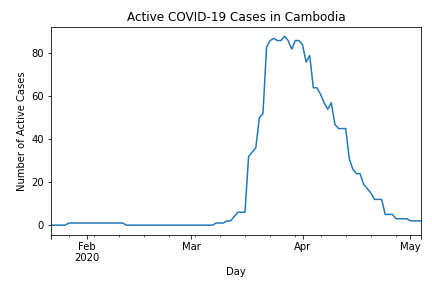 Active COVID-19 Cases in Cambodia
Number of Active Cases
80
60
40
20
0
Feb
2020
Mar
Apr
May
Day